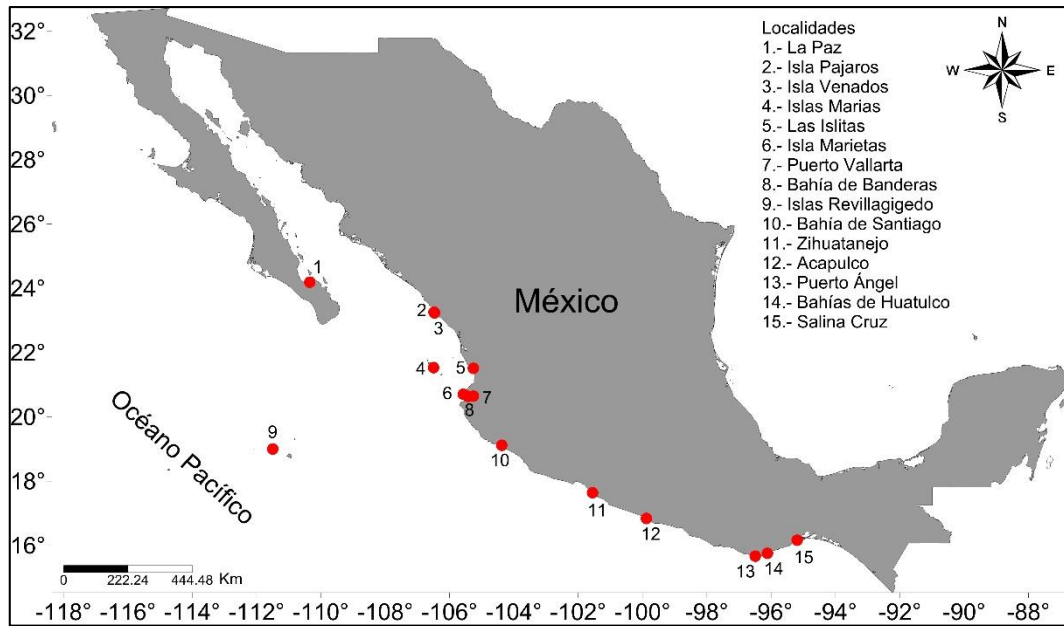 32°
30°
28°
26°
24°
22°
20°
18°
16°
Localidades
1.- La Paz
2.- Isla Pajaros
3.- Isla Venados
4.- Islas Marias
5.- Las Islitas
6.- Isla Marietas
7.- Puerto Vallarta
8.- Bahía de Banderas
9.- Islas Revillagigedo
10.- Bahía de Santiago
11.- Zihuatanejo
12.- Acapulco
13.- Puerto Ángel
14.- Bahías de Huatulco
15.- Salina Cruz
N
W E
S
México
1
2
3
4
5
6
7
8
9
10
11
12
13
14
15
Océano Pacífico
0 222.24 444.48 Km
-118° -116° -114° -112° -110° -108° -106° -104° -102° -100° -98° -96° -94° -92° -90° -88°